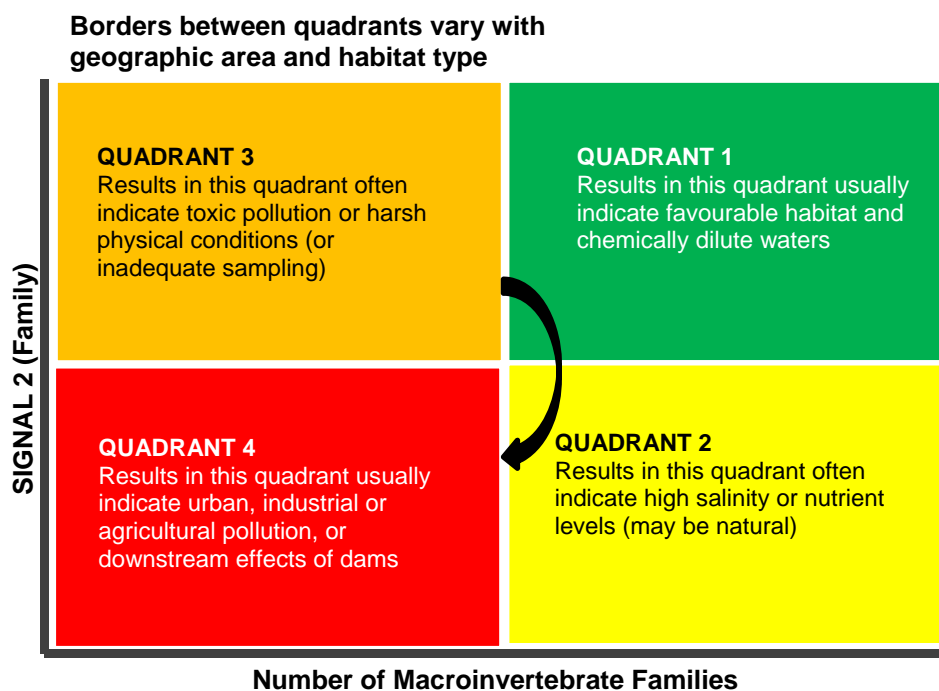 Borders between quadrants vary with
geographic area and habitat type
QUADRANT 3
Results in this quadrant often
indicate toxic pollution or harsh
physical conditions (or
inadequate sampling)
QUADRANT 1
Results in this quadrant usually
indicate favourable habitat and
chemically dilute waters
SIGNAL 2 (Family)
QUADRANT 4
Results in this quadrant usually
indicate urban, industrial or
agricultural pollution, or
downstream effects of dams
QUADRANT 2
Results in this quadrant often
indicate high salinity or nutrient
levels (may be natural)
Number of Macroinvertebrate Families